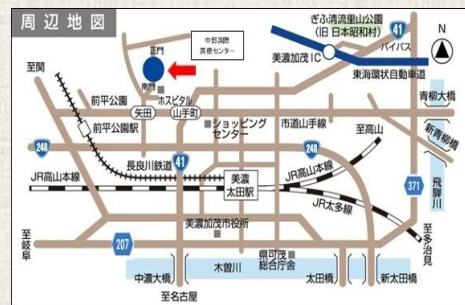 周辺地図
中部国際
医療センター
正門
南門
ホスピタル
ぎふ清流里山公園
(旧 日本昭和村)
41
バイパス
N
美濃加茂IC
東海環状自動車道
至関
前平公園
矢田
山手町
ショッピング
センター
市道山手線
青柳大橋
新青柳橋
前平公園駅
248
長良川鉄道
41
248
至高山
JR高山本線
美濃
太田駅
JR高山本線
JR太多線
371
飛騨川
美濃加茂市役所
至岐阜
207
県可茂
総合庁舎
至多治見
中濃大橋
木曽川
太田橋
新太田橋
至名古屋